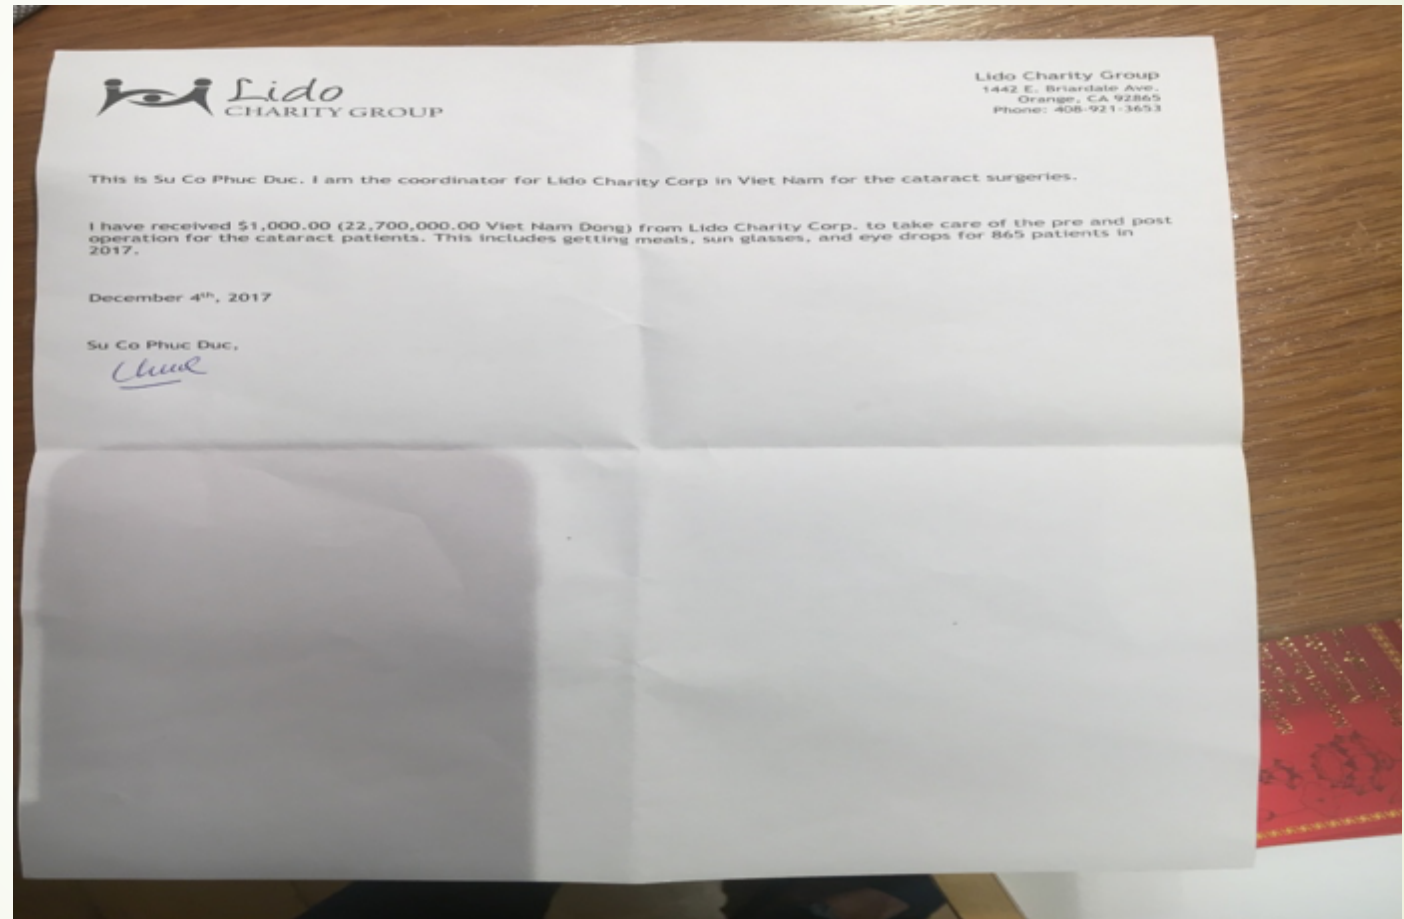 Lido
CHARITY GROUP
Lido Charity Group
1442 E. Briardale Ave.
Orange, CA 92865
Phone: 408-921-3653
This is Su Co Phuc Duc. I am the coordinator for Lido Charity Corp in Viet Nam for the cataract surgeries.
I have received $1,000.00 (22,700,000.00 Viet Nam Dong) from Lido Charity Corp. to take care of the pre and post
operation for the cataract patients. This includes getting meals, sun glasses, and eye drops for 865 patients in
2017.
December 4th, 2017
Su Co Phuc Duc,